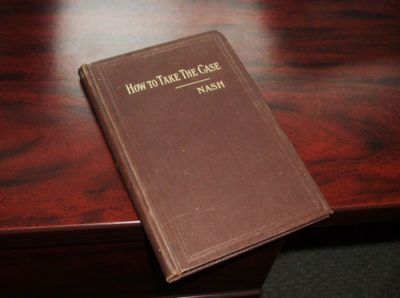 HOW TO TAKE THE CASE
NASH